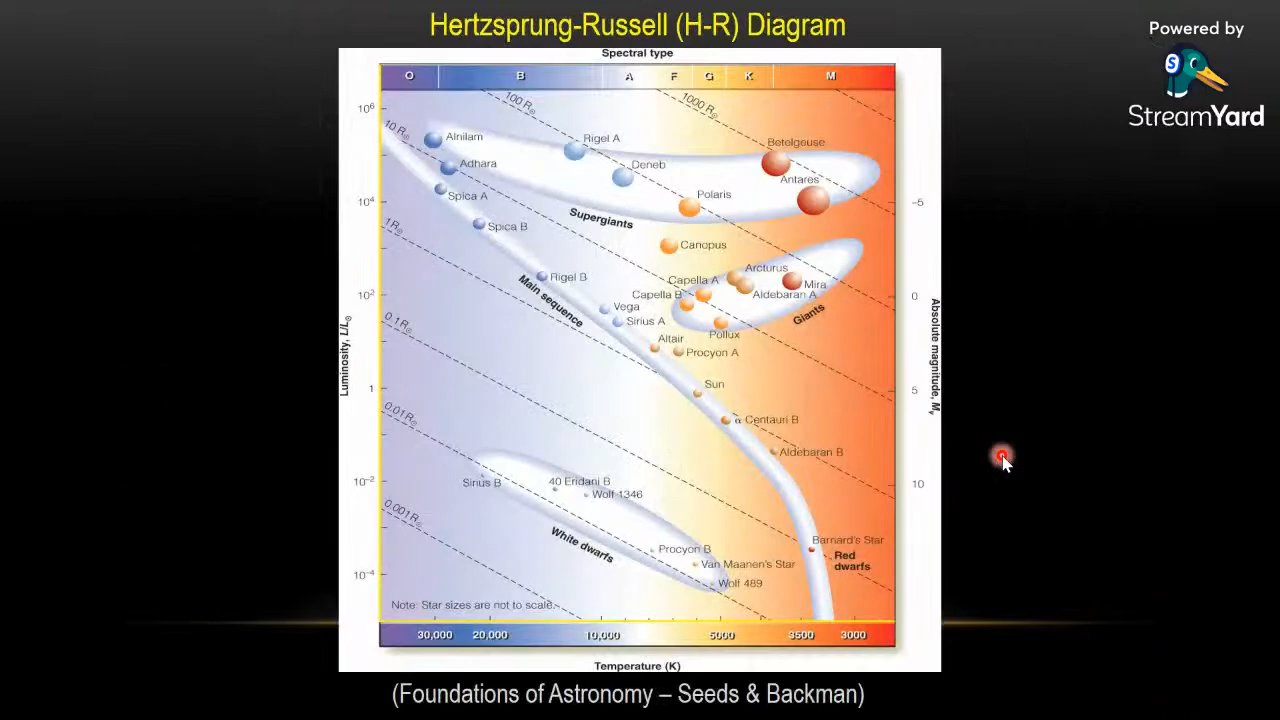 Hertzsprung-Russell (H-R) Diagram
Powered by
StreamYard
Spectral type
O B A F G K M
100 R⊙
1000 R⊙
10⁶
10 R⊙
Alnilam
Rigel A
Betelgeuse
Adhara
Deneb
Antares
Spica A
Polaris
10⁴
-5
Supergiants
1R⊙
Spica B
Canopus
Rigel B
Capella A
Arcturus
Mira
10²
Capella B
Aldebaran A
0
Main sequence
Vega
Giants
0.1R⊙
Sirius A
Pollux
Altair
Procyon A
Luminosity, L/L⊙
Absolute magnitude, Mᵥ
1
Sun
5
0.01R⊙
α Centauri B
Aldebaran B
10⁻²
Sirius B
40 Eridani B
Wolf 1346
10
0.001R⊙
White dwarfs
Procyon B
Barnard's Star
Red
dwarfs
Van Maanen's Star
10⁻⁴
Wolf 489
Note: Star sizes are not to scale.
30,000 20,000 10,000 5000 3500 3000
Temperature (K)
(Foundations of Astronomy – Seeds & Backman)